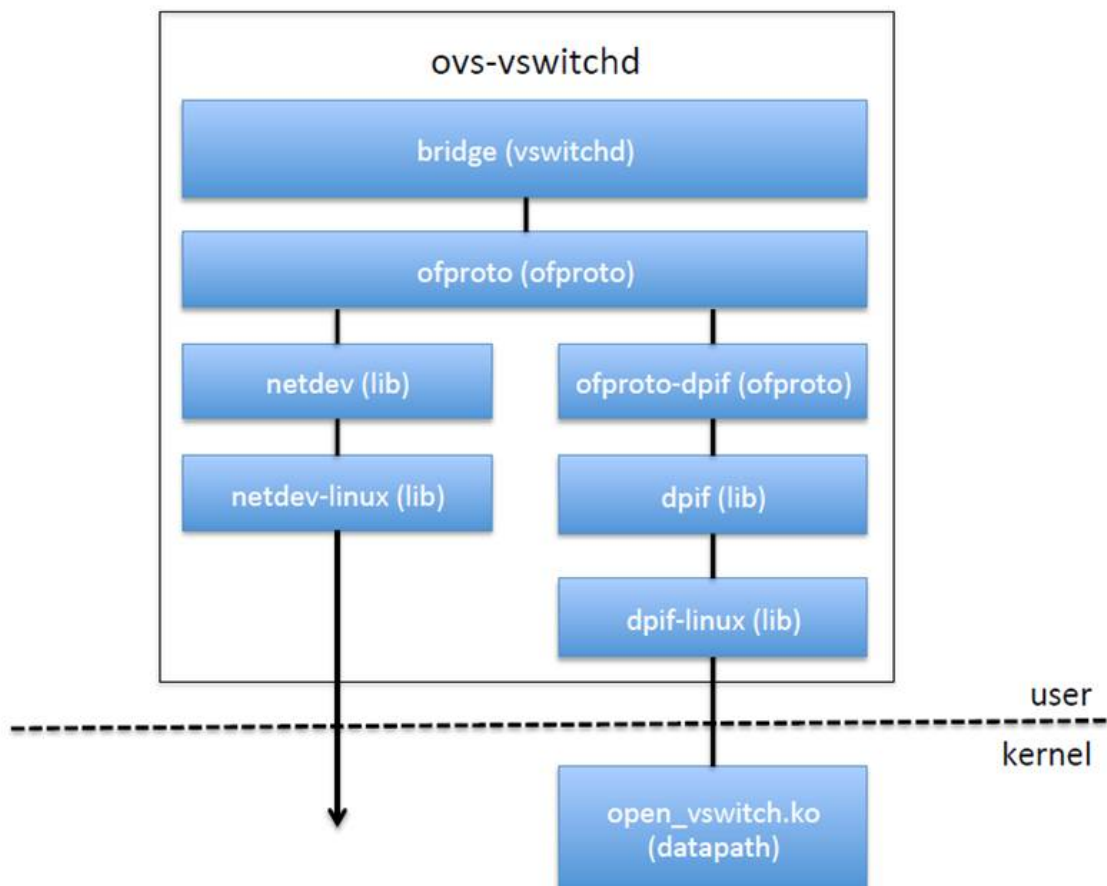 ovs-vswitchd
bridge (vswitchd)
ofproto (ofproto)
netdev (lib)
ofproto-dpif (ofproto)
netdev-linux (lib)
dpif (lib)
dpif-linux (lib)
user
kernel
open_vswitch.ko
(datapath)